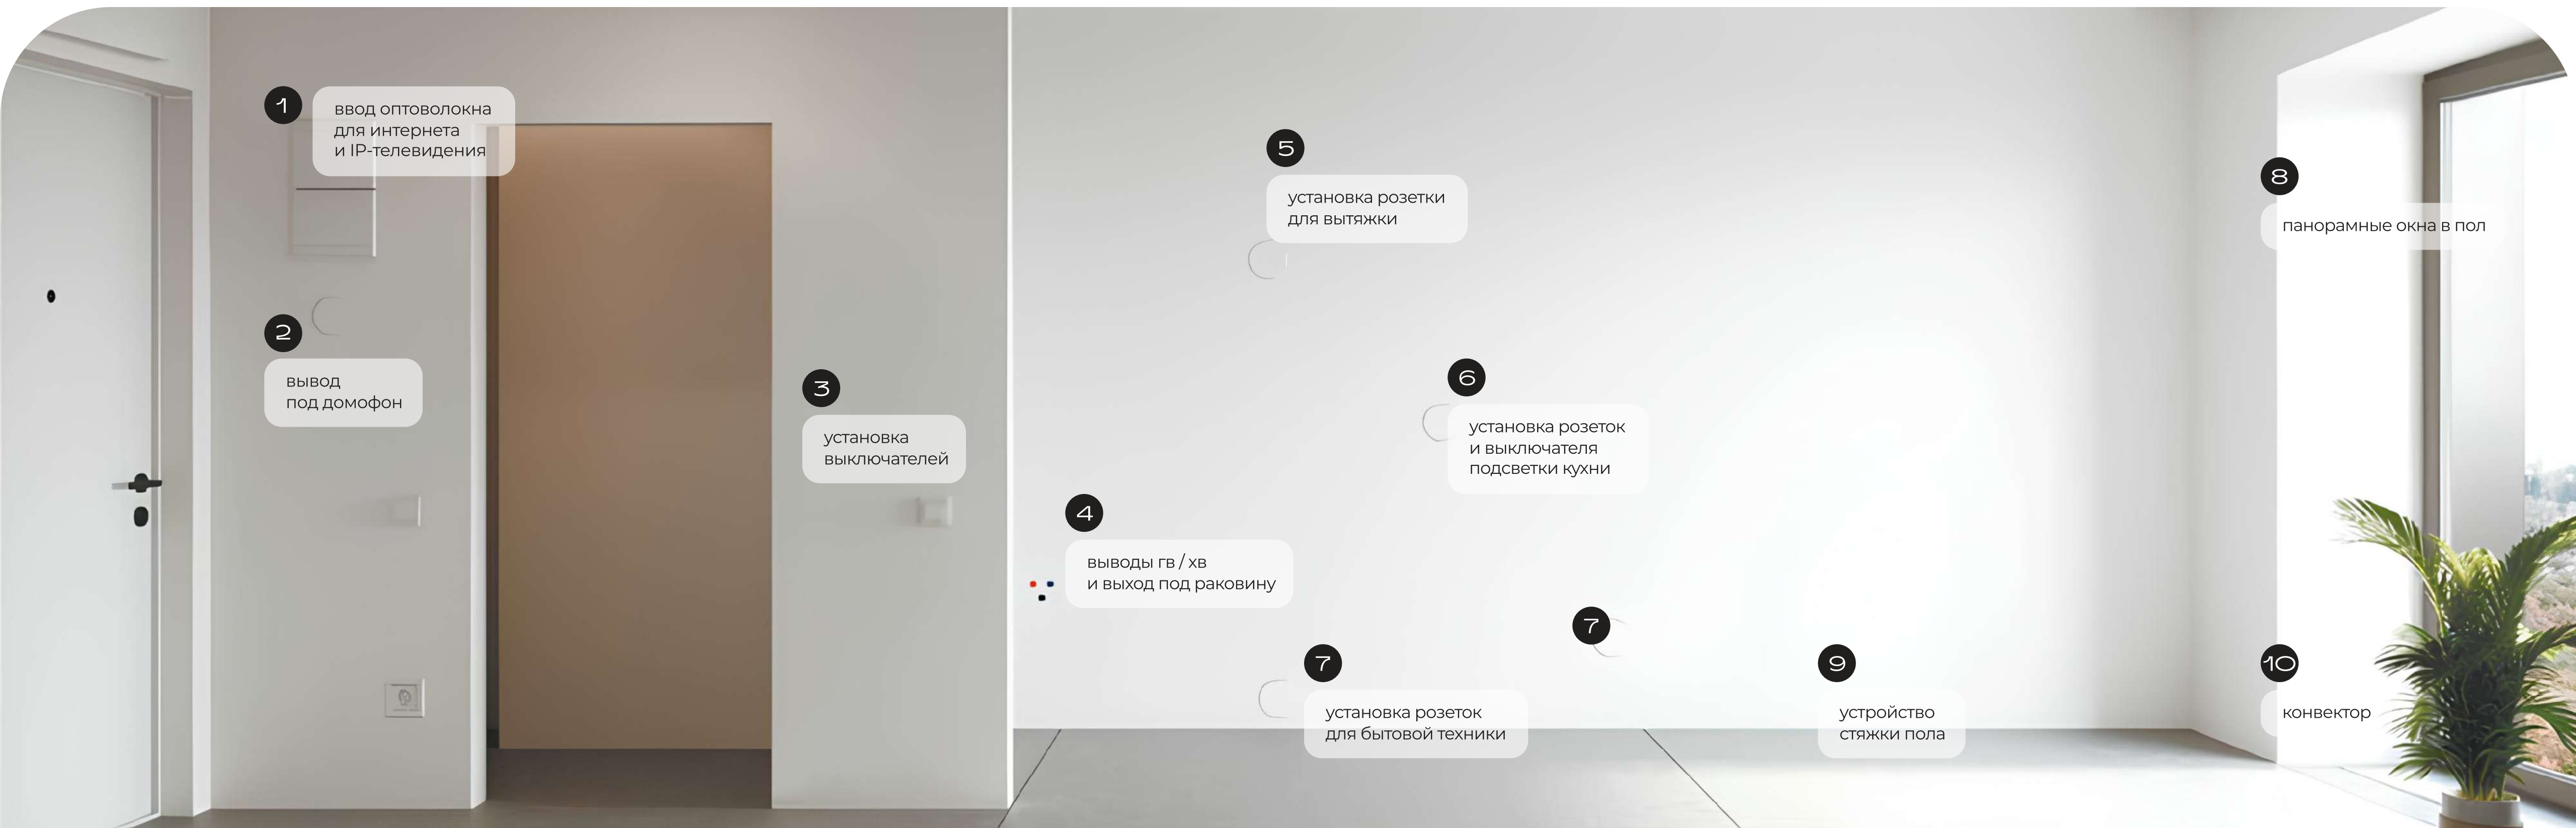 1
ввод оптоволокна
для интернета
и IP-телевидения
2
вывод
под домофон
3
установка
выключателей
4
выводы гв / хв
и выход под раковину
5
установка розетки
для вытяжки
6
установка розеток
и выключателя
подсветки кухни
7
7
установка розеток
для бытовой техники
8
панорамные окна в пол
9
устройство
стяжки пола
10
конвектор